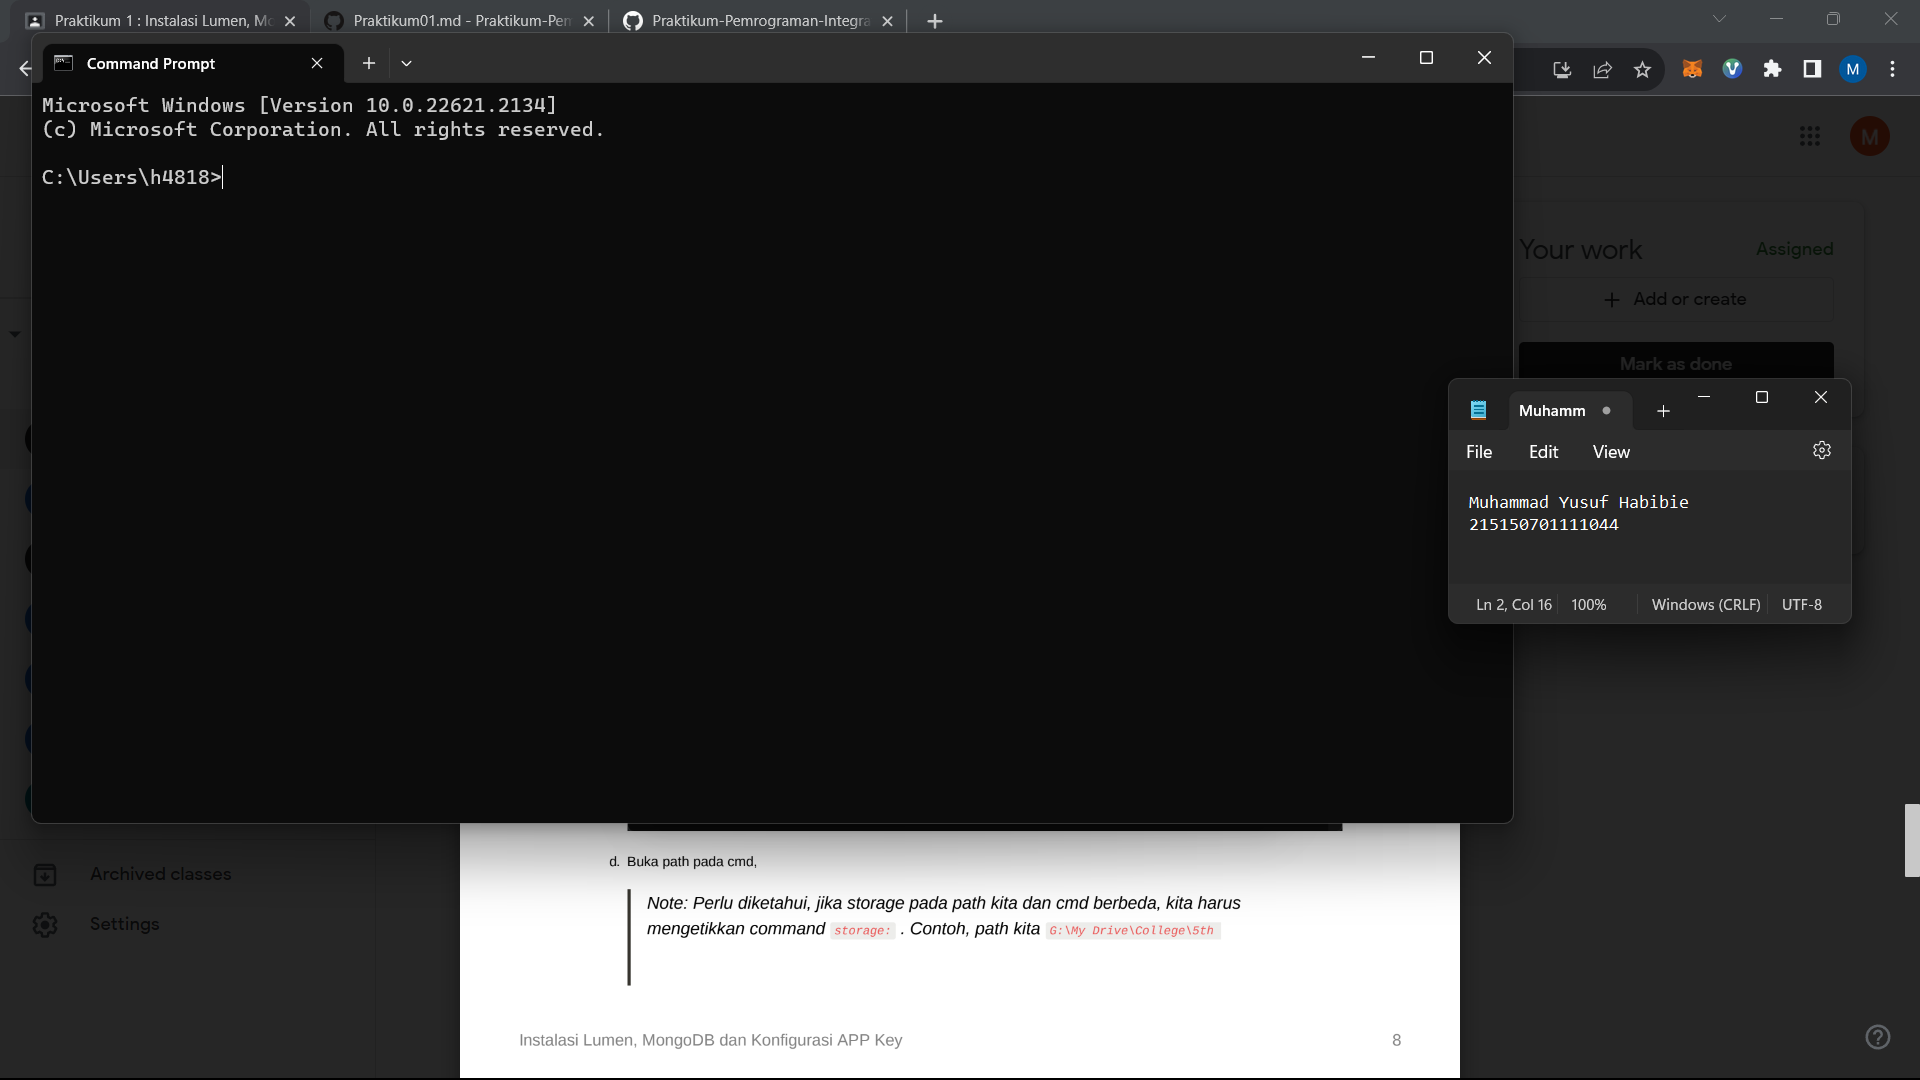 Praktikum 1 : Instalasi Lumen, Mo
Praktikum01.md - Praktikum-Pem
Praktikum-Pemrograman-Integra
Command Prompt
M
Microsoft Windows [Version 10.0.22621.2134]
(c) Microsoft Corporation. All rights reserved.
M
C:\Users\h4818>
Your work
Assigned
Add or create
Mark as done
Muhamm
File Edit View
Muhammad Yusuf Habibie
215150701111044
Ln 2, Col 16 100% Windows (CRLF) UTF-8
Archived classes
Settings
d. Buka path pada cmd,
Note: Perlu diketahui, jika storage pada path kita dan cmd berbeda, kita harus
mengetikkan command storage: . Contoh, path kita G:\My Drive\College\5th
Instalasi Lumen, MongoDB dan Konfigurasi APP Key
8